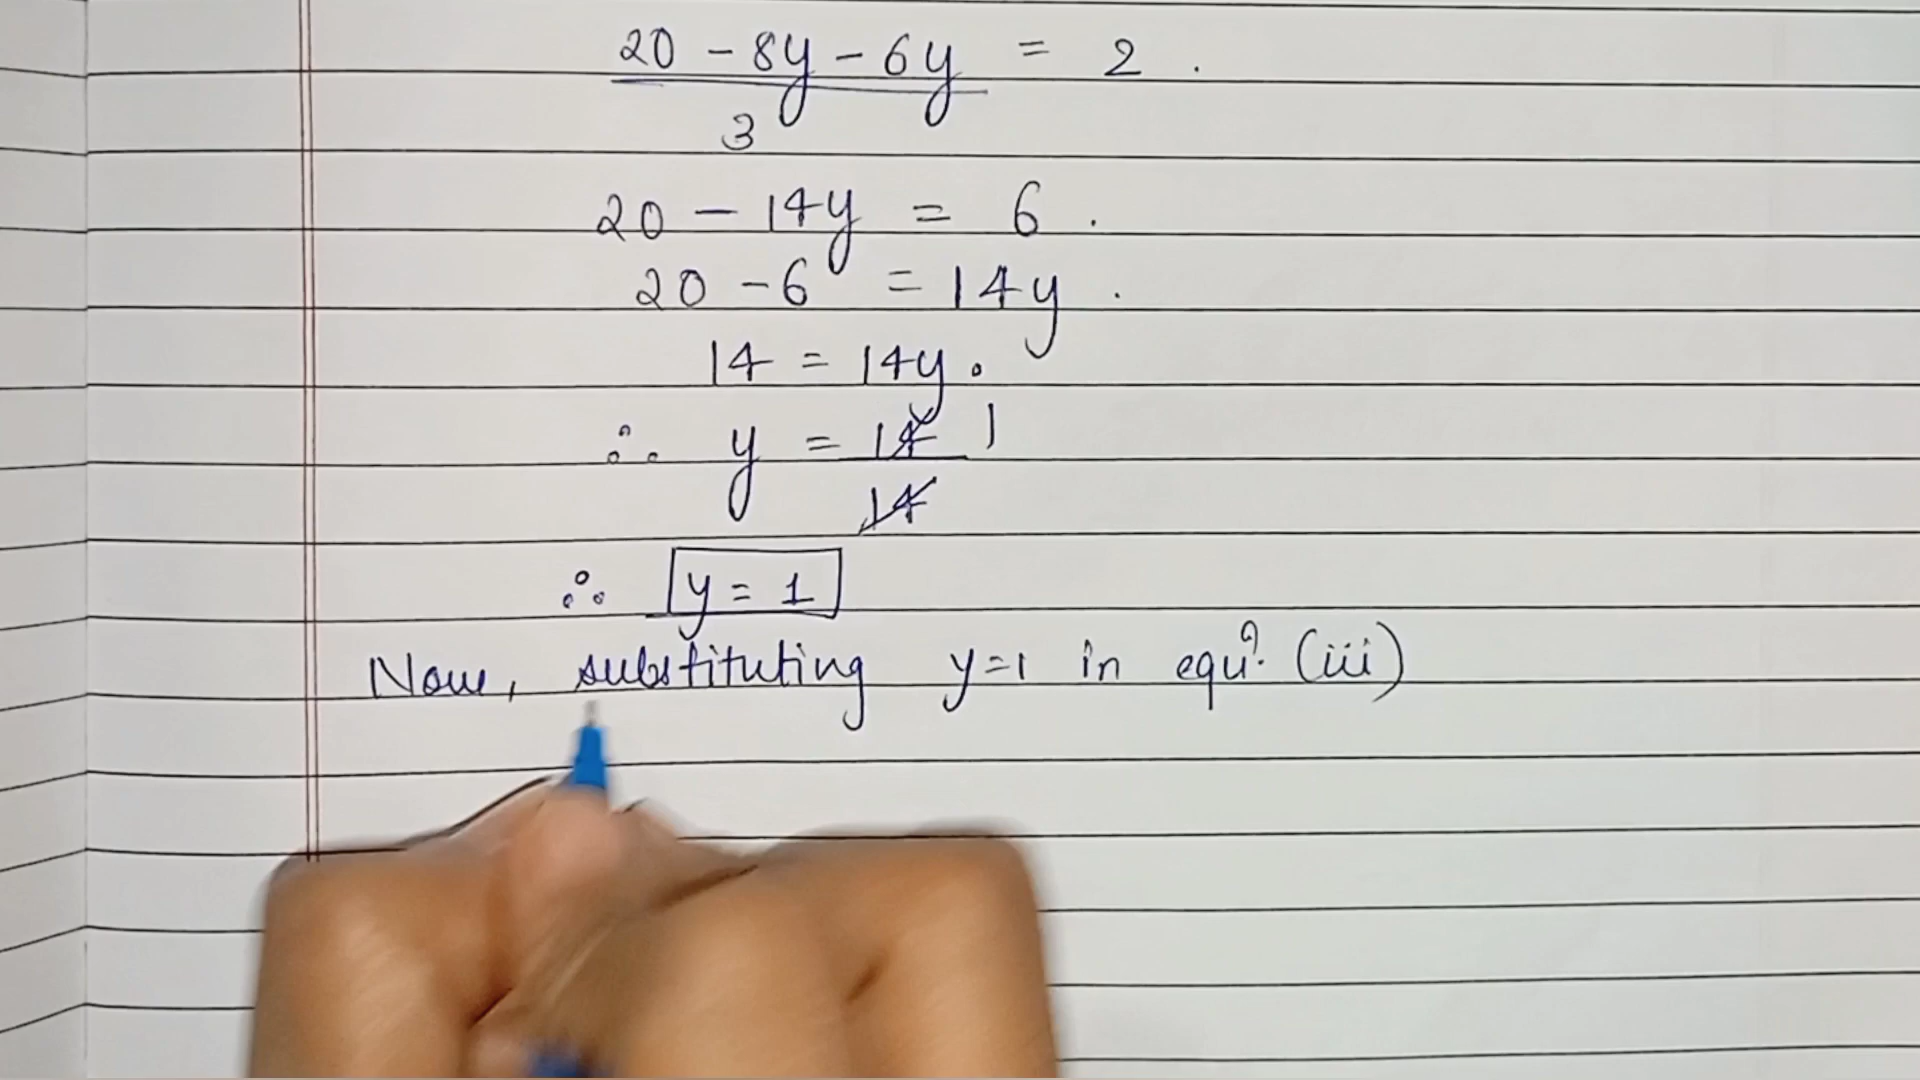 20 - 8y - 6y = 2 .
3
20 - 14y = 6 .
20 - 6 = 14y .
14 = 14y .
∴ y = 14 1
14
∴ y = 1
Now, substituting y=1 in equⁿ. (iii)